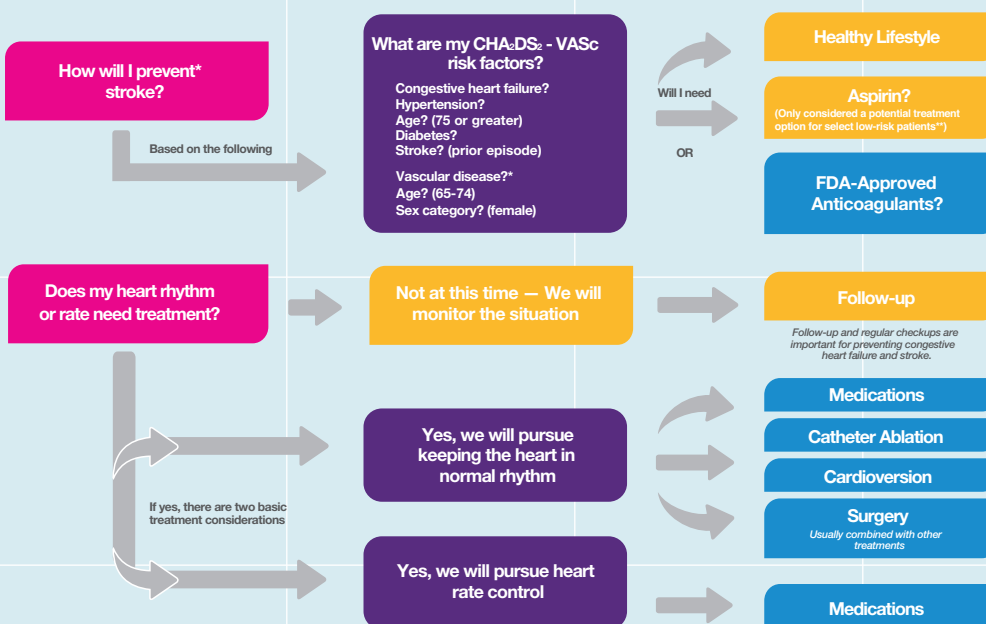 How will I prevent*
stroke?
Based on the following
What are my CHA₂DS₂ - VASc
risk factors?
Congestive heart failure?
Hypertension?
Age? (75 or greater)
Diabetes?
Stroke? (prior episode)
Vascular disease?*
Age? (65-74)
Sex category? (female)
Will I need
OR
Healthy Lifestyle
Aspirin?
(Only considered a potential treatment
option for select low-risk patients**)
FDA-Approved
Anticoagulants?
Does my heart rhythm
or rate need treatment?
Not at this time — We will
monitor the situation
Follow-up
Follow-up and regular checkups are
important for preventing congestive
heart failure and stroke.
If yes, there are two basic
treatment considerations
Yes, we will pursue
keeping the heart in
normal rhythm
Medications
Catheter Ablation
Cardioversion
Surgery
Usually combined with other
treatments
Yes, we will pursue heart
rate control
Medications